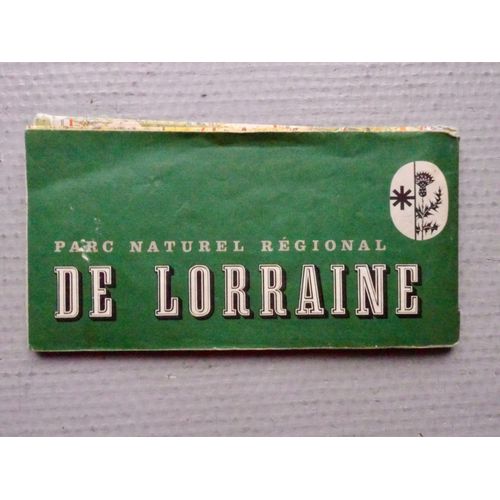 PARC NATUREL RÉGIONAL
DE LORRAINE